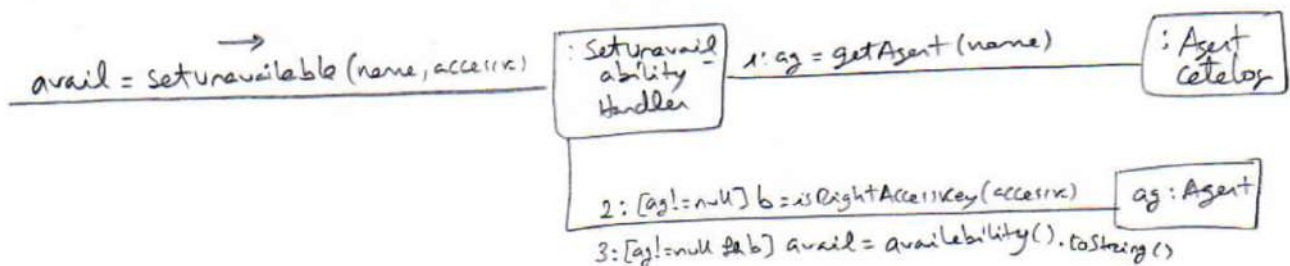 avail = setunavailable(name, accessk)
: Setunavail-
ability
Handler
1: ag = getAgent(name)
: Agent
catalog
2: [ag!=null] b = isRightAccesskey(accessk)
ag : Agent
3: [ag!=null && b] avail = availability().toString()